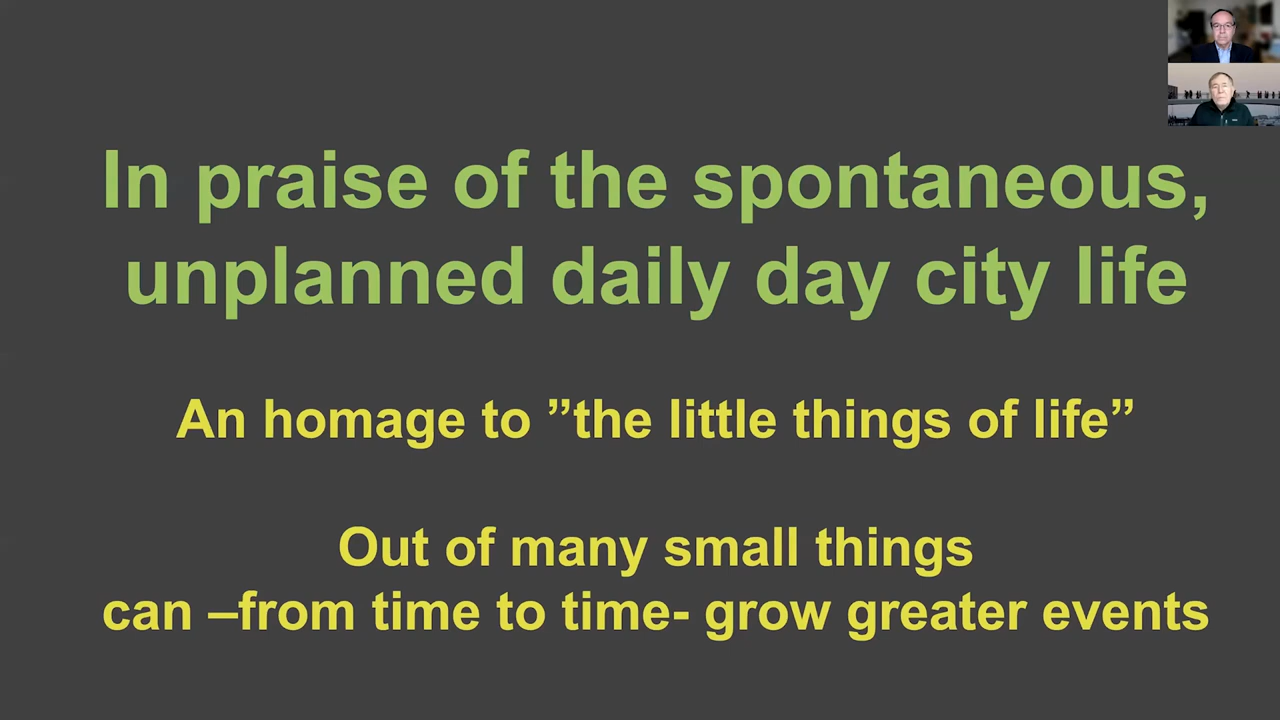 In praise of the spontaneous,
unplanned daily day city life
An homage to ”the little things of life”
Out of many small things
can –from time to time- grow greater events